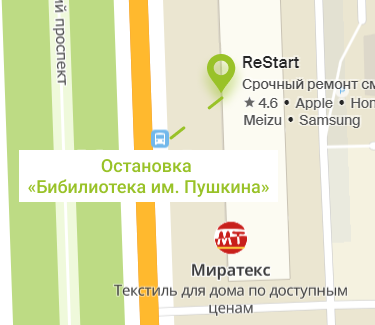 ий проспект
ReStart
Срочный ремонт см
★ 4.6 • Apple • Hon
Meizu • Samsung
Остановка
«Бибилиотека им. Пушкина»
МТ
Миратекс
Текстиль для дома по доступным
ценам